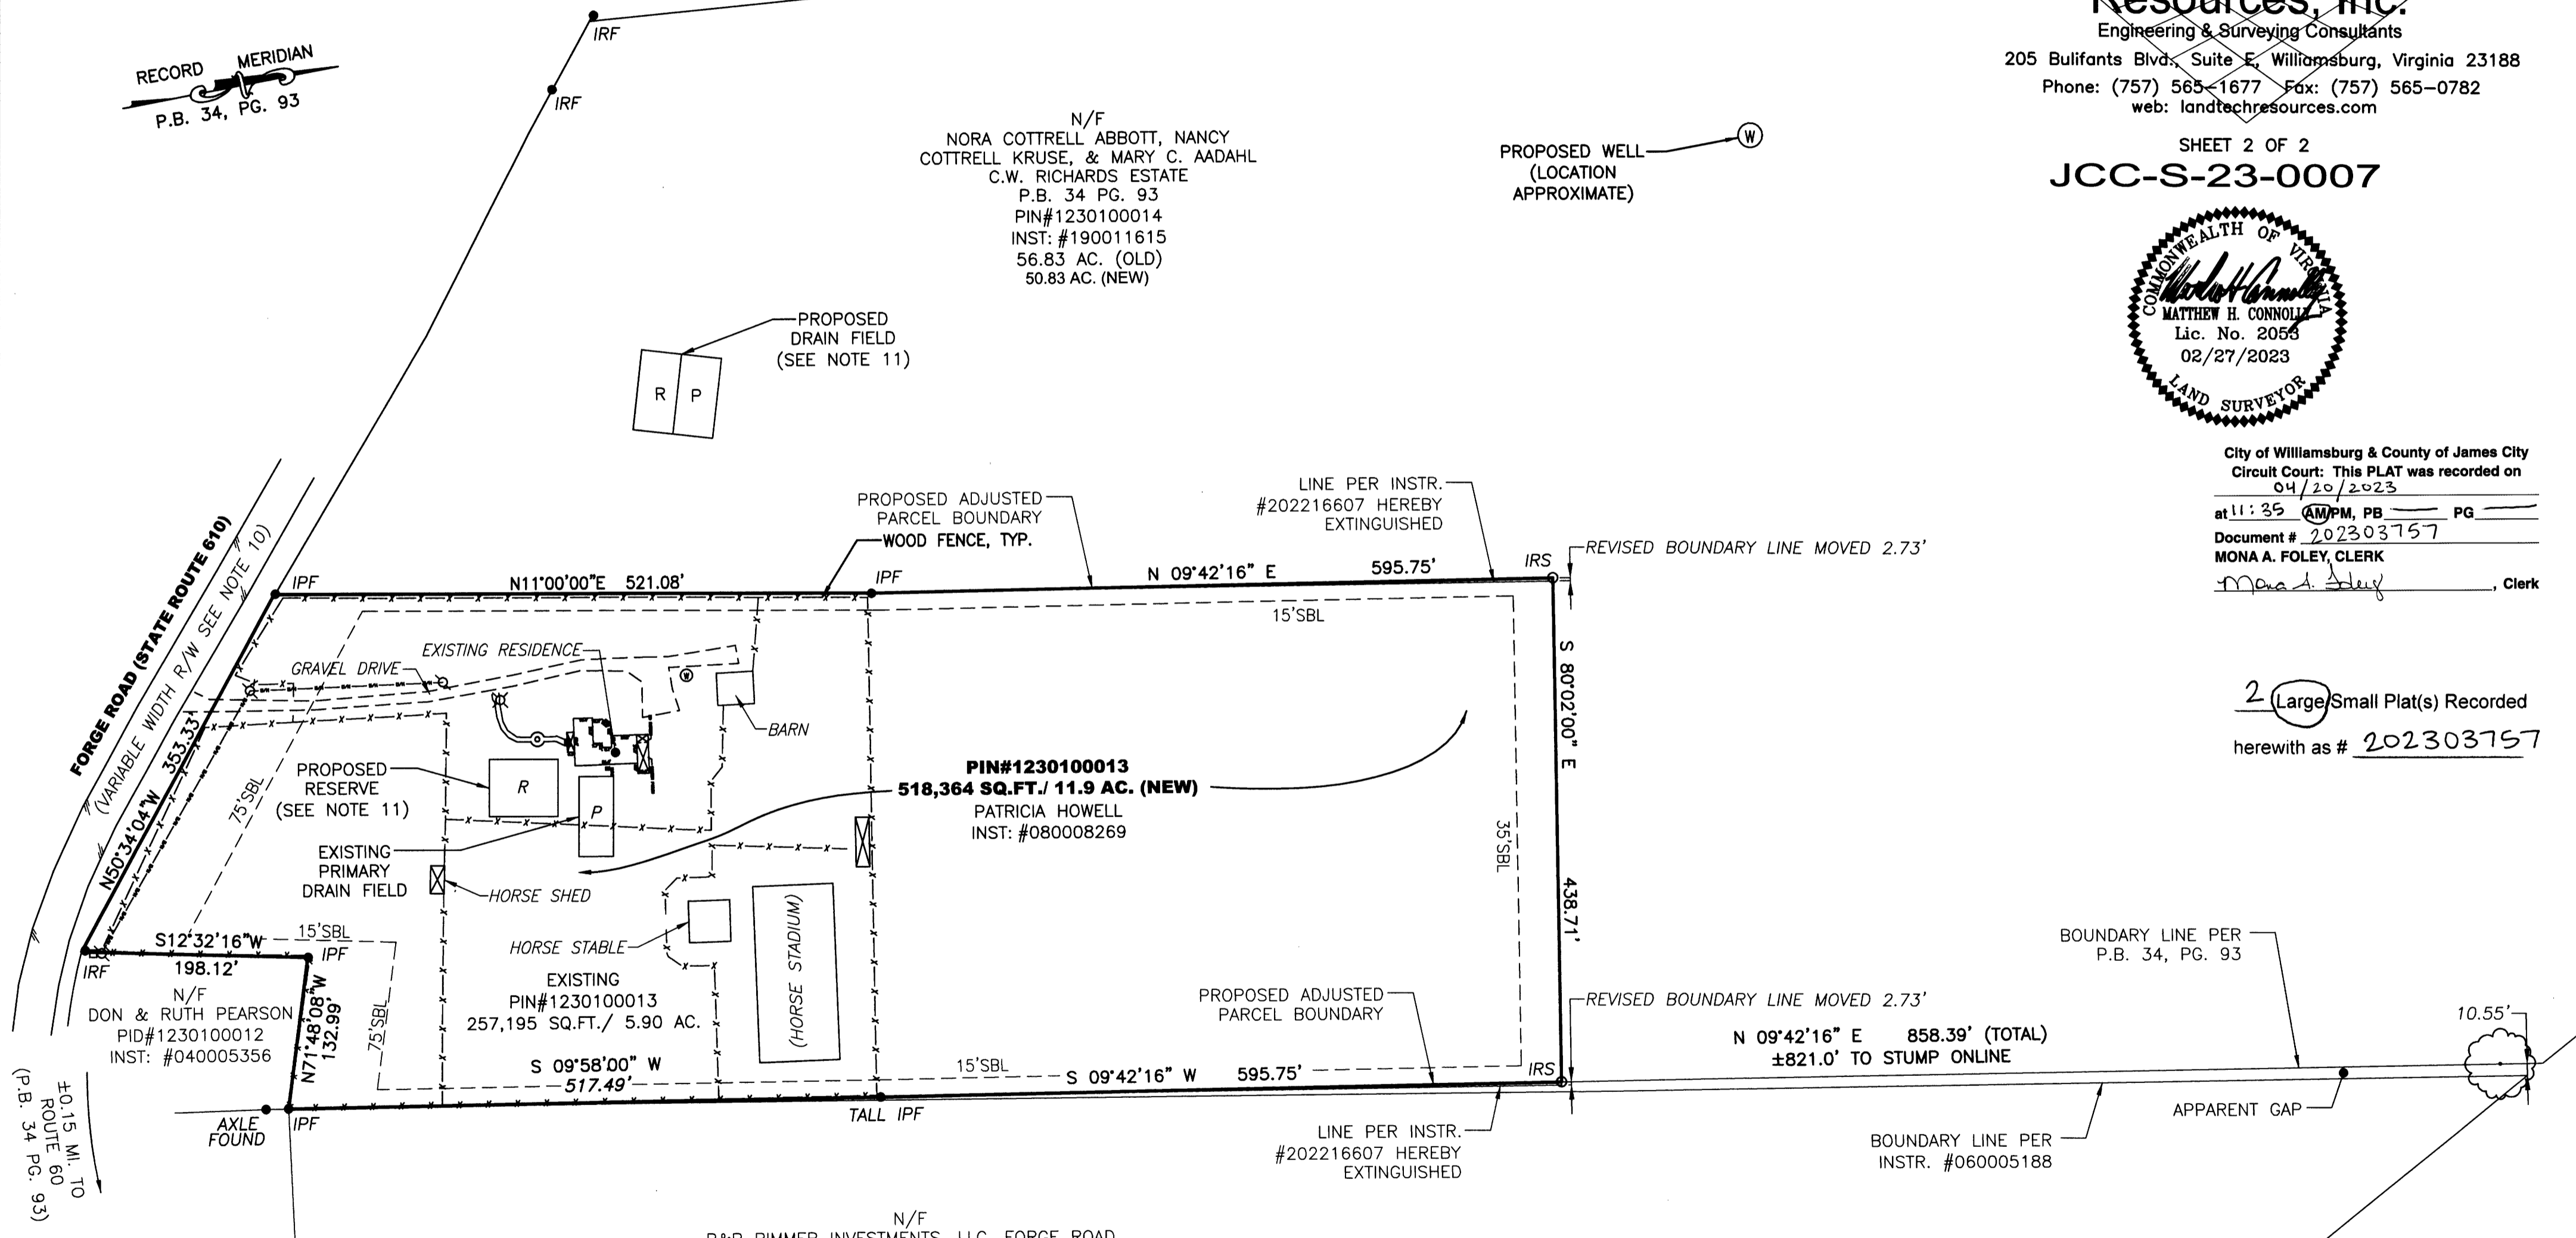 RECORD MERIDIAN
P.B. 34, PG. 93
IRF
IRF
N/F
NORA COTTRELL ABBOTT, NANCY
COTTRELL KRUSE, & MARY C. AADAHL
C.W. RICHARDS ESTATE
P.B. 34 PG. 93
PIN#1230100014
INST: #190011615
56.83 AC. (OLD)
50.83 AC. (NEW)
PROPOSED WELL
(LOCATION
APPROXIMATE)
W
Resources, Inc.
Engineering & Surveying Consultants
205 Bulifants Blvd., Suite E, Williamsburg, Virginia 23188
Phone: (757) 565-1677 Fax: (757) 565-0782
web: landtechresources.com
SHEET 2 OF 2
JCC-S-23-0007
COMMONWEALTH OF VIRGINIA
MATTHEW H. CONNOLLY
Lic. No. 2053
02/27/2023
LAND SURVEYOR
City of Williamsburg & County of James City
Circuit Court: This PLAT was recorded on
04/20/2023
at 11:35 AM/PM, PB PG
Document # 202303757
MONA A. FOLEY, CLERK
Mona A. Foley, Clerk
2 Large/Small Plat(s) Recorded
herewith as # 202303757
PROPOSED
DRAIN FIELD
(SEE NOTE 11)
R P
PROPOSED ADJUSTED
PARCEL BOUNDARY
WOOD FENCE, TYP.
LINE PER INSTR.
#202216607 HEREBY
EXTINGUISHED
REVISED BOUNDARY LINE MOVED 2.73'
IRS
IPF
N11°00'00"E 521.08'
IPF
N 09°42'16" E 595.75'
15'SBL
FORGE ROAD (STATE ROUTE 610)
(VARIABLE WIDTH R/W SEE NOTE 10)
N50°34'04"W 353.33'
75'SBL
GRAVEL DRIVE
EXISTING RESIDENCE
W
BARN
PROPOSED
RESERVE
(SEE NOTE 11)
R
P
EXISTING
PRIMARY
DRAIN FIELD
HORSE SHED
HORSE STABLE
(HORSE STADIUM)
PIN#1230100013
518,364 SQ.FT./ 11.9 AC. (NEW)
PATRICIA HOWELL
INST: #080008269
S 80°02'00" E 438.71'
35'SBL
S12°32'16"W
198.12'
15'SBL
IRF
IPF
N/F
DON & RUTH PEARSON
PID#1230100012
INST: #040005356
N71°48'08"W
132.99'
75'SBL
EXISTING
PIN#1230100013
257,195 SQ.FT./ 5.90 AC.
S 09°58'00" W
517.49'
15'SBL
S 09°42'16" W 595.75'
PROPOSED ADJUSTED
PARCEL BOUNDARY
IRS
REVISED BOUNDARY LINE MOVED 2.73'
N 09°42'16" E 858.39' (TOTAL)
±821.0' TO STUMP ONLINE
BOUNDARY LINE PER
P.B. 34, PG. 93
10.55'
APPARENT GAP
BOUNDARY LINE PER
INSTR. #060005188
LINE PER INSTR.
#202216607 HEREBY
EXTINGUISHED
TALL IPF
IPF
AXLE
FOUND
±0.15 MI. TO
ROUTE 60
(P.B. 34 PG. 93)
N/F
RIMMER INVESTMENTS, LLC, FORGE ROAD